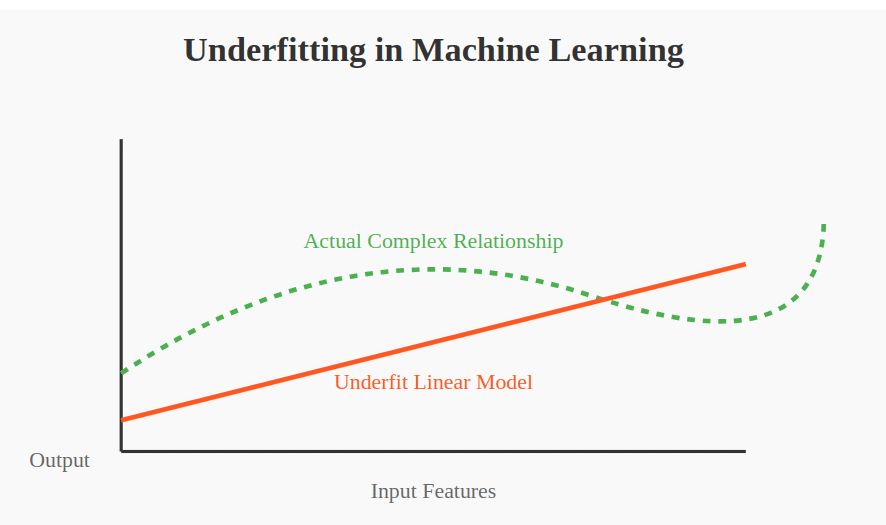 Underfitting in Machine Learning
Actual Complex Relationship
Underfit Linear Model
Output
Input Features